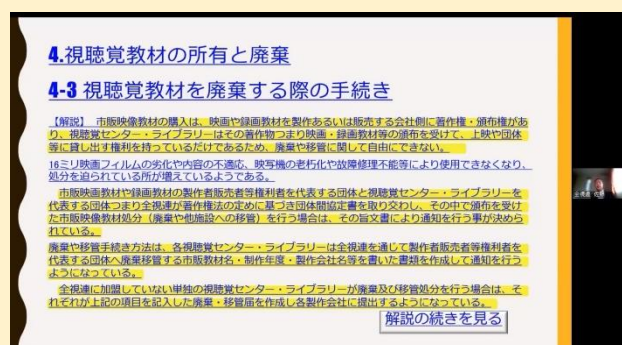 4.視聴覚教材の所有と廃棄
4-3 視聴覚教材を廃棄する際の手続き
【解説】 市販映像教材の購入は、映画や録画教材を製作あるいは販売する会社側に著作権・頒布権があ
り、視聴覚センター・ライブラリーはその著作物つまり映画・録画教材等の頒布を受けて、上映や団体
等に貸し出す権利を持っているだけであるため、廃棄や移管に関して自由にできない。
16ミリ映画フィルムの劣化や内容の不適応、映写機の老朽化や故障修理不能等により使用できなくなり、
処分を迫られている所が増えているようである。
市販映画教材や録画教材の製作者販売者等権利者を代表する団体と視聴覚センター・ライブラリーを
代表する団体つまり全視連が著作権法の定めに基づき団体間協定書を取り交わし、その中で頒布を受け
た市販映像教材処分（廃棄や他施設への移管）を行う場合は、その旨文書により通知を行う事が決めら
れている。
廃棄や移管手続き方法は、各視聴覚センター・ライブラリーは全視連を通じて製作者販売者等権利者を
代表する団体へ廃棄移管する市販教材名・制作年度・製作会社名等を書いた書類を作成して通知を行う
ようになっている。
全視連に加盟していない単独の視聴覚センター・ライブラリーが廃棄及び移管処分を行う場合は、そ
れぞれが上記の項目を記入した廃棄・移管届を作成し各製作会社に提出するようになっている。
解説の続きを見る